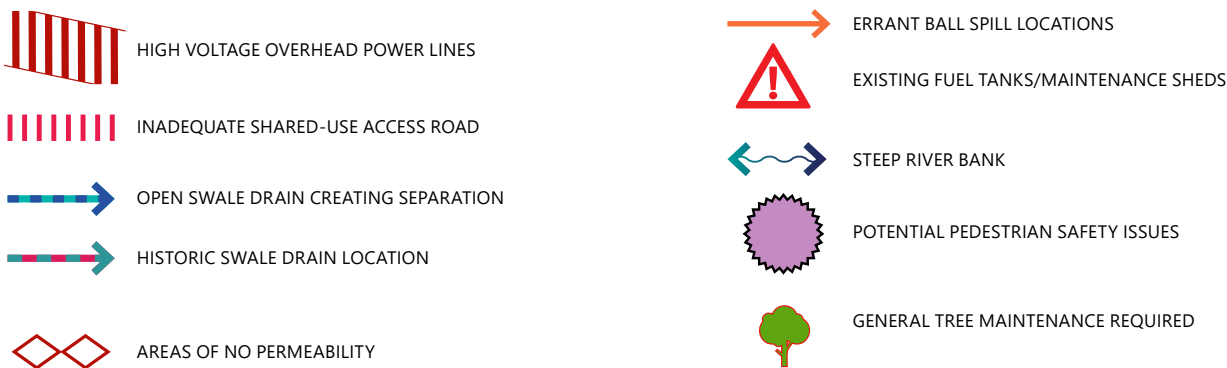 HIGH VOLTAGE OVERHEAD POWER LINES
INADEQUATE SHARED-USE ACCESS ROAD
OPEN SWALE DRAIN CREATING SEPARATION
HISTORIC SWALE DRAIN LOCATION
AREAS OF NO PERMEABILITY
ERRANT BALL SPILL LOCATIONS
EXISTING FUEL TANKS/MAINTENANCE SHEDS
STEEP RIVER BANK
POTENTIAL PEDESTRIAN SAFETY ISSUES
GENERAL TREE MAINTENANCE REQUIRED